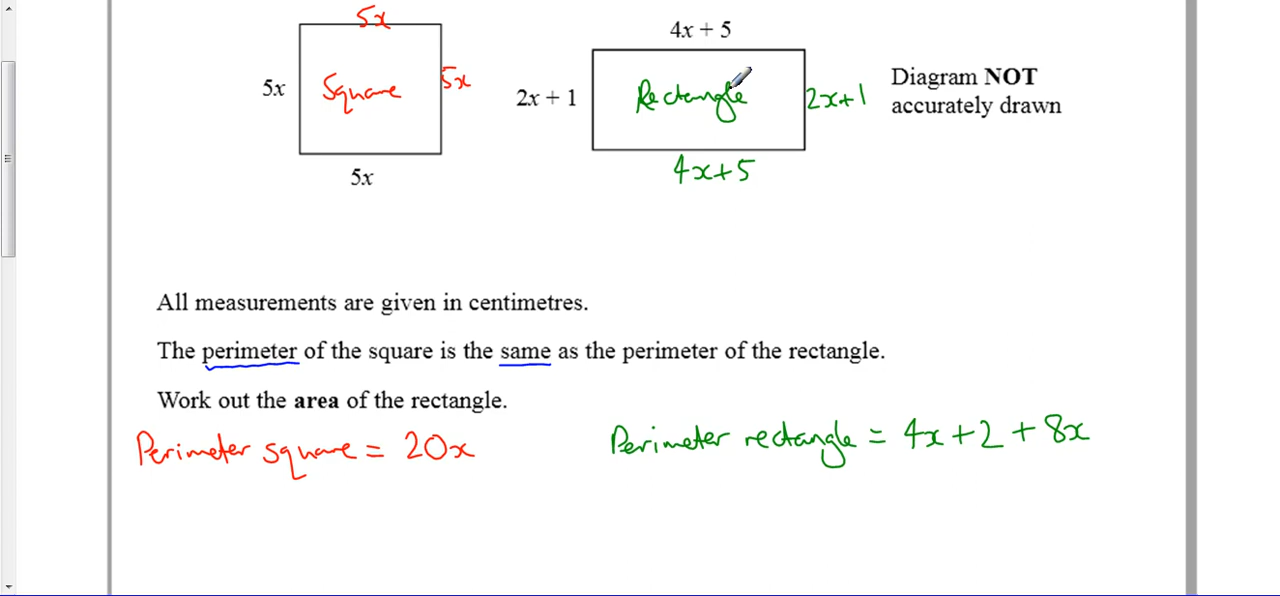 5x
4x + 5
5x
Square
5x
2x + 1
Rectangle
2x+1
Diagram NOT
accurately drawn
5x
4x+5
All measurements are given in centimetres.
The perimeter of the square is the same as the perimeter of the rectangle.
Work out the area of the rectangle.
Perimeter square = 20x
Perimeter rectangle = 4x+2+8x